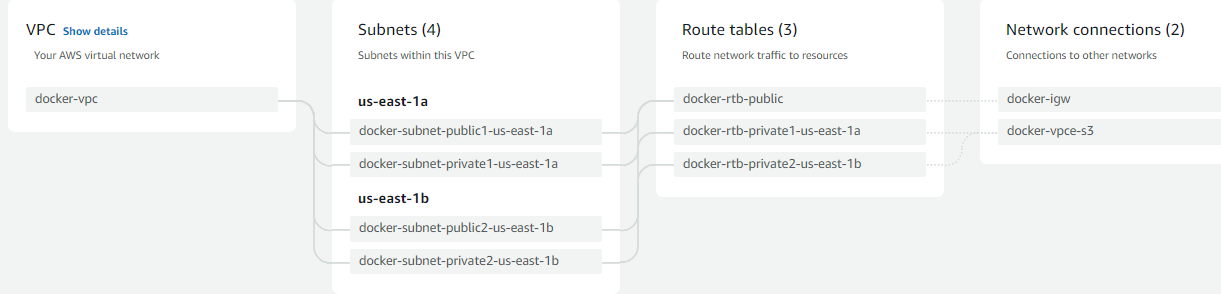 VPC Show details
Your AWS virtual network
docker-vpc
Subnets (4)
Subnets within this VPC
us-east-1a
docker-subnet-public1-us-east-1a
docker-subnet-private1-us-east-1a
us-east-1b
docker-subnet-public2-us-east-1b
docker-subnet-private2-us-east-1b
Route tables (3)
Route network traffic to resources
docker-rtb-public
docker-rtb-private1-us-east-1a
docker-rtb-private2-us-east-1b
Network connections (2)
Connections to other networks
docker-igw
docker-vpce-s3